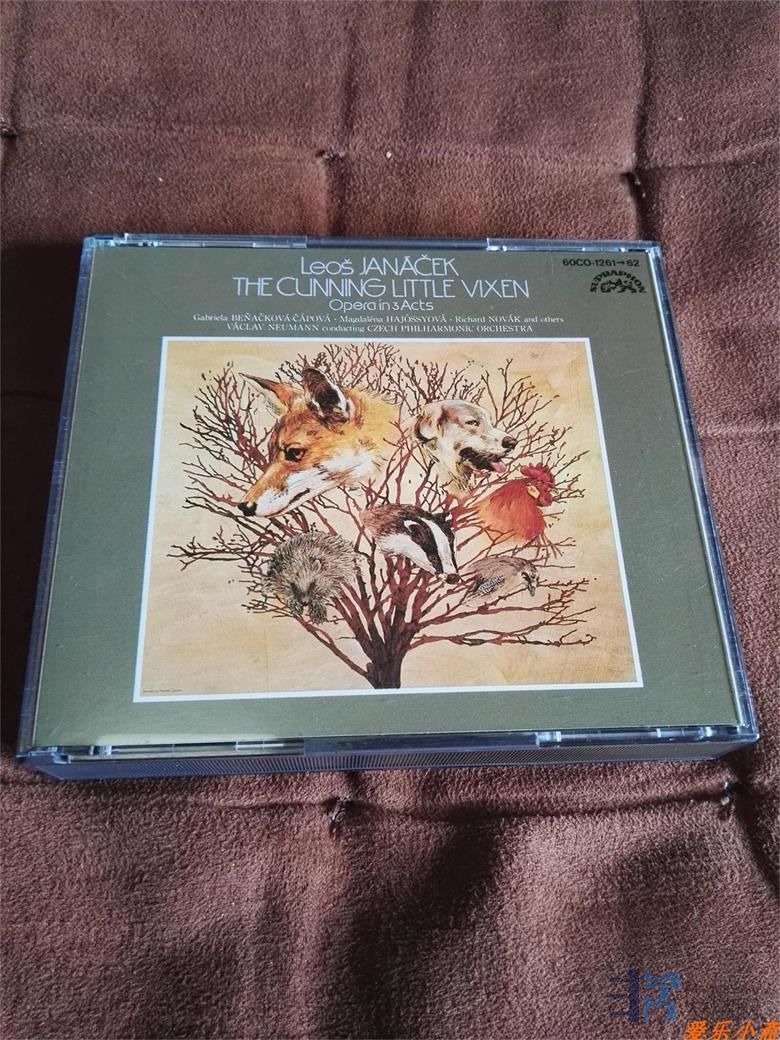 Leoš JANÁČEK
THE CUNNING LITTLE VIXEN
Opera in 3 Acts
Gabriela BEŇAČKOVÁ-ČÁPOVÁ · Magdaléna HAJÓSSYOVÁ · Richard NOVÁK and others
VÁCLAV NEUMANN conducting CZECH PHILHARMONIC ORCHESTRA
60CO-1261→62
SUPRAPHON
爱乐小燕